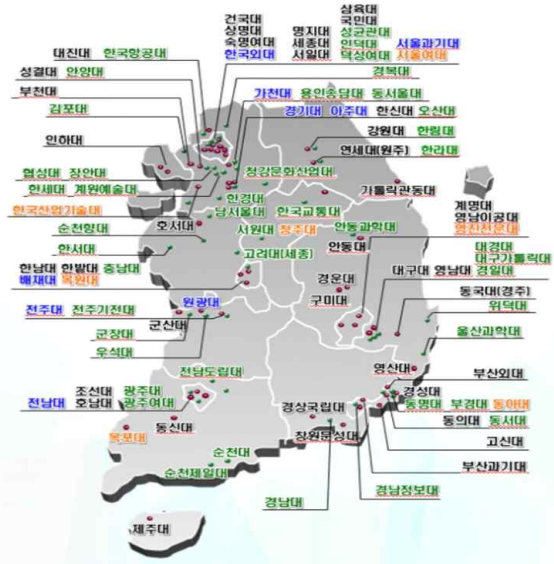 건국대
상명대
숙명여대
한국외대
명지대
세종대
서일대
삼육대
국민대
성균관대
인덕대 서울과기대
덕성여대 서울여대
대진대 한국항공대
성결대 안양대
경복대
부천대
가천대 용인송담대 동서울대
김포대
경기대 아주대 한신대 오산대
인하대
강원대 한림대
연세대(원주) 한라대
협성대 장안대
청강문화산업대
한세대 계원예술대
가톨릭관동대
한국산업기술대
한경대
남서울대
한국교통대
계명대
영남이공대
영진전문대
순천향대
호서대
서원대 청주대
안동과학대
안동대
대경대
대구가톨릭대
한서대
고려대(세종)
대구대 영남대 경일대
한남대 한밭대 충남대
배재대 목원대
경운대
구미대
동국대(경주)
위덕대
전주대 전주기전대
원광대
군산대
군장대
울산과학대
우석대
전남도립대
영산대
부산외대
조선대 광주대
전남대 호남대 광주여대
경상국립대
경성대
동명대 부경대 동아대
목포대
동신대
창원문성대
동의대 동서대
고신대
순천대
순천제일대
부산과기대
경남대
경남정보대
제주대